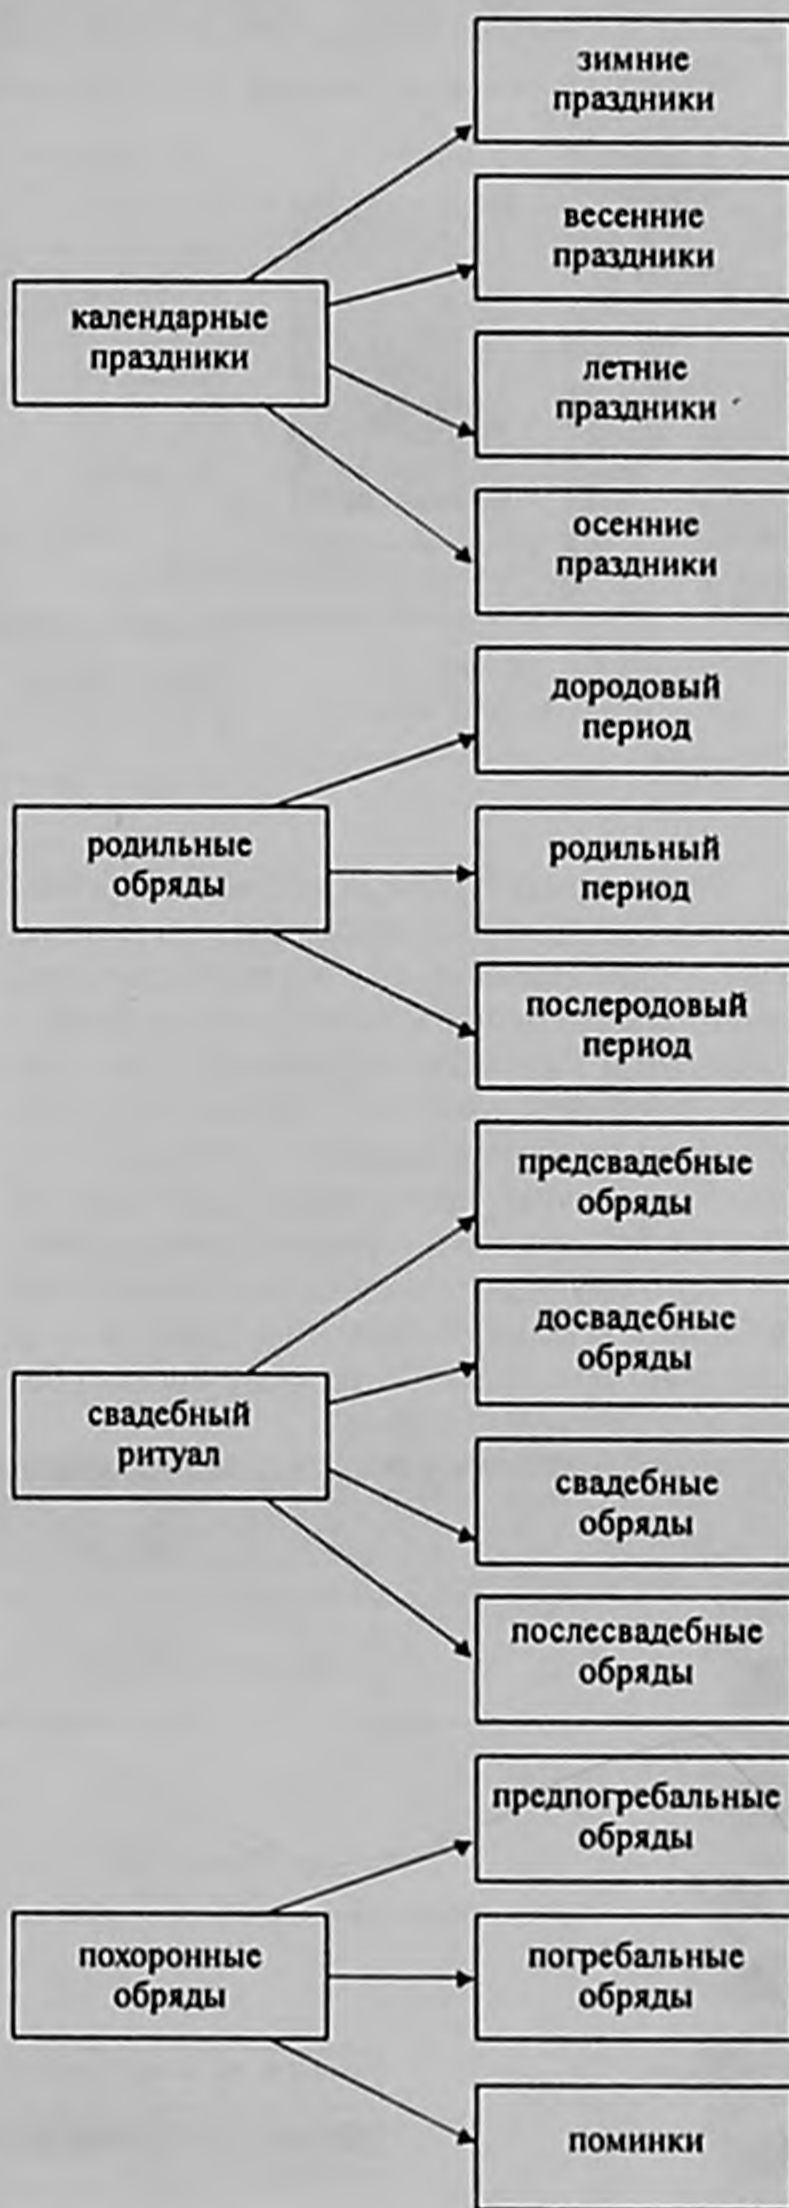 зимние
праздники
весенние
праздники
календарные
праздники
летние
праздники
осенние
праздники
дородовый
период
родильные
обряды
родильный
период
послеродовый
период
предсвадебные
обряды
досвадебные
обряды
свадебный
ритуал
свадебные
обряды
послесвадебные
обряды
предпогребальные
обряды
похоронные
обряды
погребальные
обряды
поминки